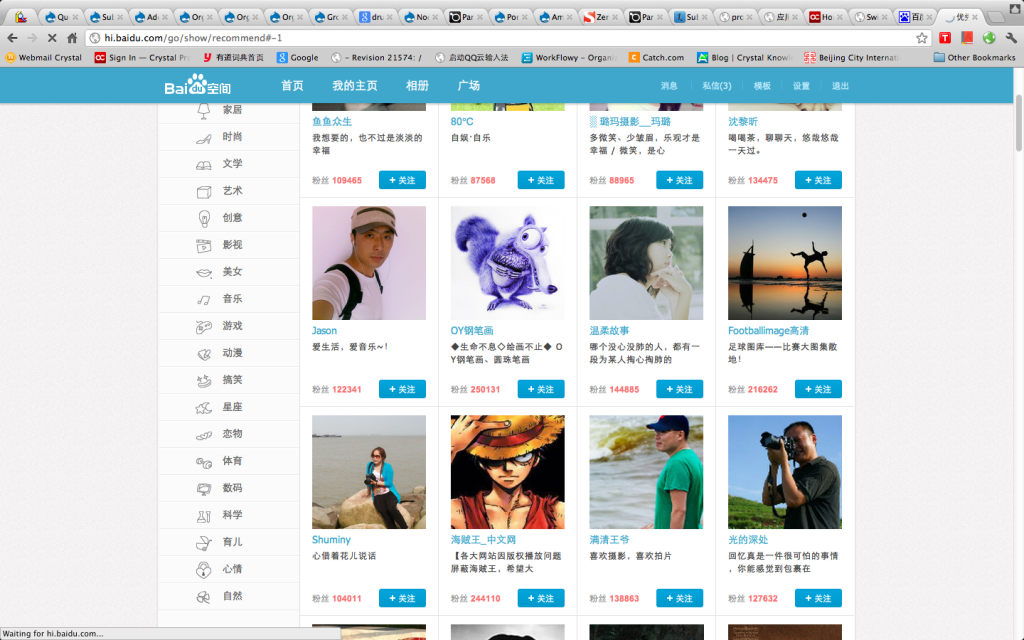 Qu
Sul
Ad
Org
Org
Org
Gro
dru
No
Par
Por
Am
Zer
Par
Sul
pro
应
Ho
Sw
百
优秀
hi.baidu.com/go/show/recommend#-1
Webmail Crystal
Sign In — Crystal Pro
有道词典首页
Google
- Revision 21574: /
启动QQ云输入法
WorkFlowy - Organiz
Catch.com
Blog | Crystal Knowle
Beijing City Internat
Other Bookmarks
Bai du 空间
首页
我的主页
相册
广场
消息
私信(3)
模板
设置
退出
家居
时尚
文学
艺术
创意
影视
美女
音乐
游戏
动漫
搞笑
星座
恋物
体育
数码
科学
育儿
心情
自然
鱼鱼众生
我想要的，也不过是淡淡的
幸福
粉丝 109465
+ 关注
80℃
自娱·自乐
粉丝 87568
+ 关注
░ 璐玛摄影__玛璐
多微笑、少皱眉，乐观才是
幸福 / 微笑，是心
粉丝 88965
+ 关注
沈黎昕
喝喝茶，聊聊天，悠哉悠哉
一天过。
粉丝 134475
+ 关注
Jason
爱生活，爱音乐~！
粉丝 122341
+ 关注
OY钢笔画
◆生命不息◇绘画不止◆ O
Y钢笔画、圆珠笔画
粉丝 250131
+ 关注
温柔故事
哪个没心没肺的人，都有一
段为某人掏心掏肺的
粉丝 144885
+ 关注
Footballimage高清
足球图库——比赛大图集散
地！
粉丝 216262
+ 关注
Shuminy
心借着花儿说话
粉丝 104011
+ 关注
海贼王_中文网
【各大网站因版权播放问题
屏蔽海贼王，希望大
粉丝 244110
+ 关注
满清王爷
喜欢摄影，喜欢拍片
粉丝 138863
+ 关注
光的深处
回忆真是一件很可怕的事情
，你能感觉到包裹在
粉丝 127632
+ 关注
Waiting for hi.baidu.com...